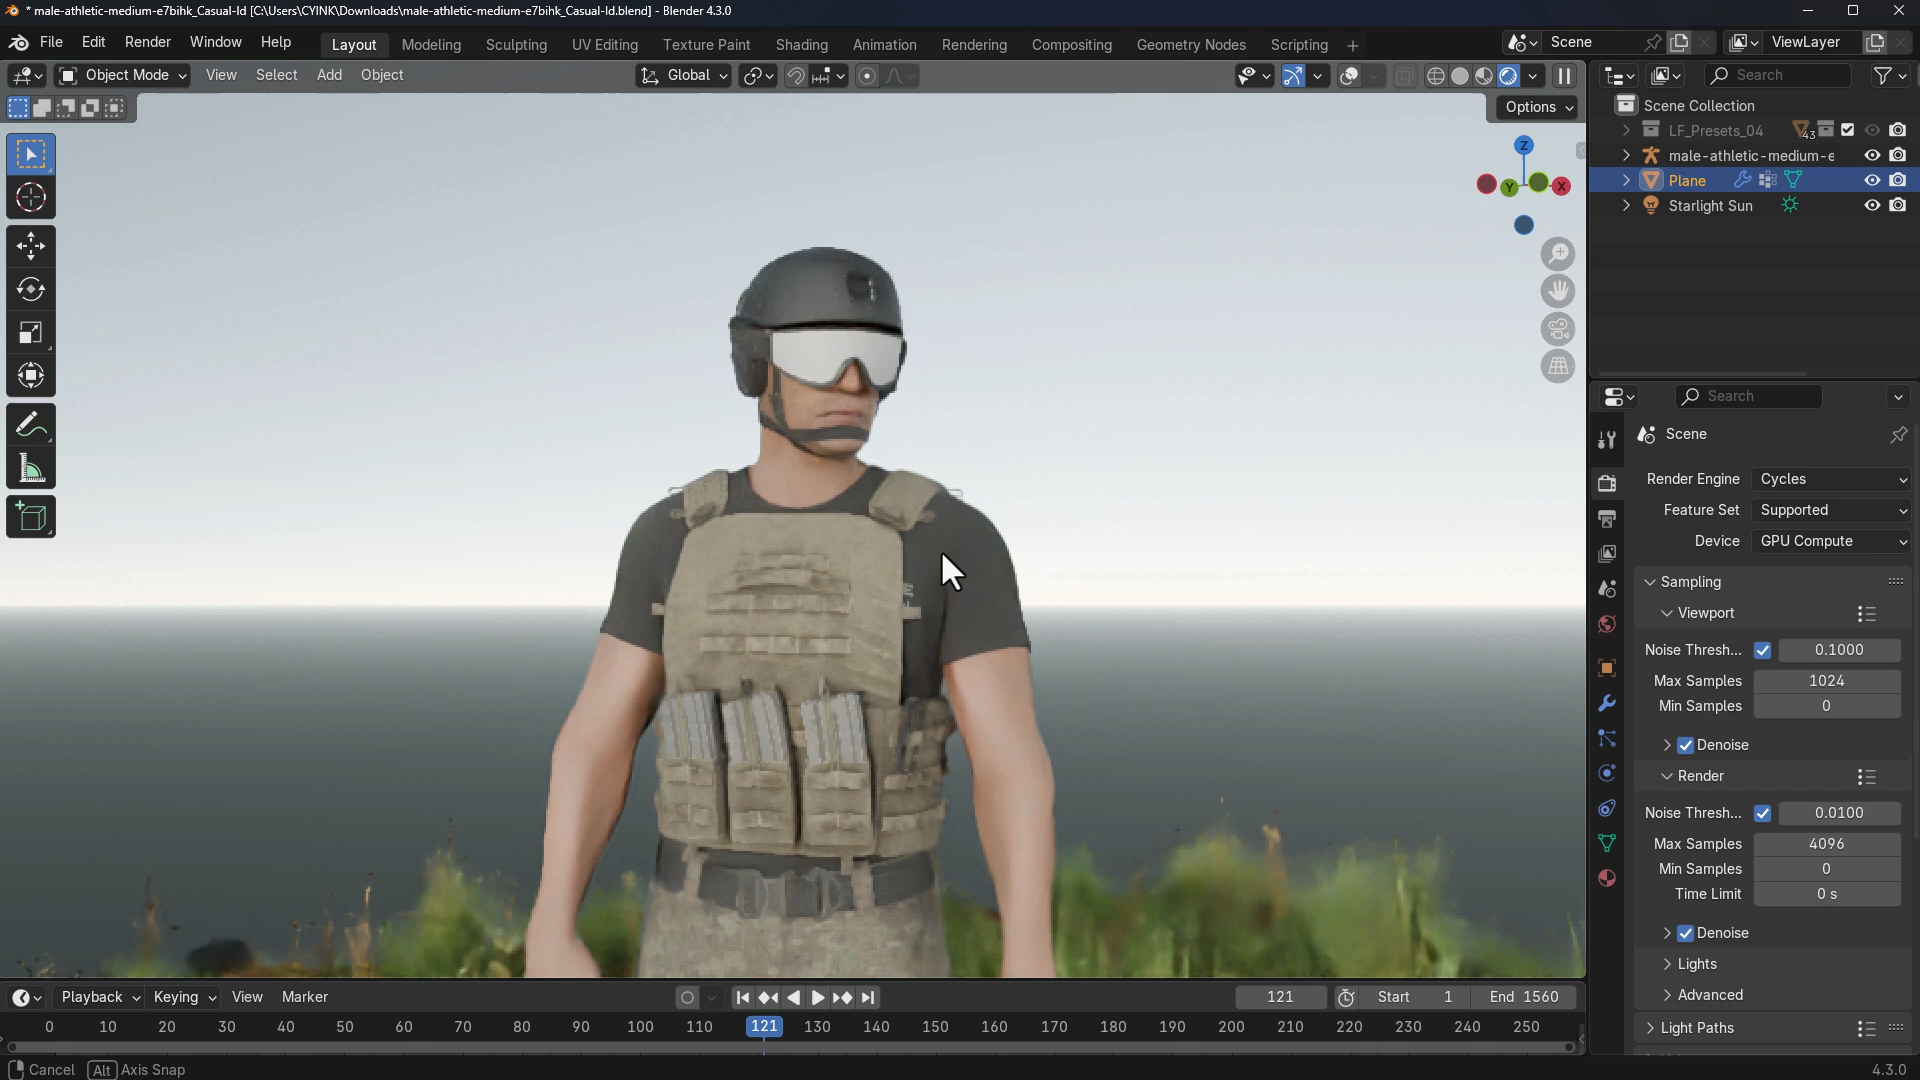 * male-athletic-medium-e7bihk_Casual-Id [C:\Users\CYINK\Downloads\male-athletic-medium-e7bihk_Casual-Id.blend] - Blender 4.3.0
File Edit Render Window Help Layout Modeling Sculpting UV Editing Texture Paint Shading Animation Rendering Compositing Geometry Nodes Scripting + Scene ViewLayer
Object Mode View Select Add Object Global Search
Options
Scene Collection
LF_Presets_04 43
male-athletic-medium-e
Plane
Starlight Sun
Z
Y X
Search
Scene
Render Engine Cycles
Feature Set Supported
Device GPU Compute
Sampling
Viewport
Noise Thresh... 0.1000
Max Samples 1024
Min Samples 0
Denoise
Render
Noise Thresh... 0.0100
Max Samples 4096
Min Samples 0
Time Limit 0 s
Denoise
Lights
Advanced
Light Paths
Playback Keying View Marker 121 Start 1 End 1560
0 10 20 30 40 50 60 70 80 90 100 110 121 130 140 150 160 170 180 190 200 210 220 230 240 250
Cancel Alt Axis Snap 4.3.0